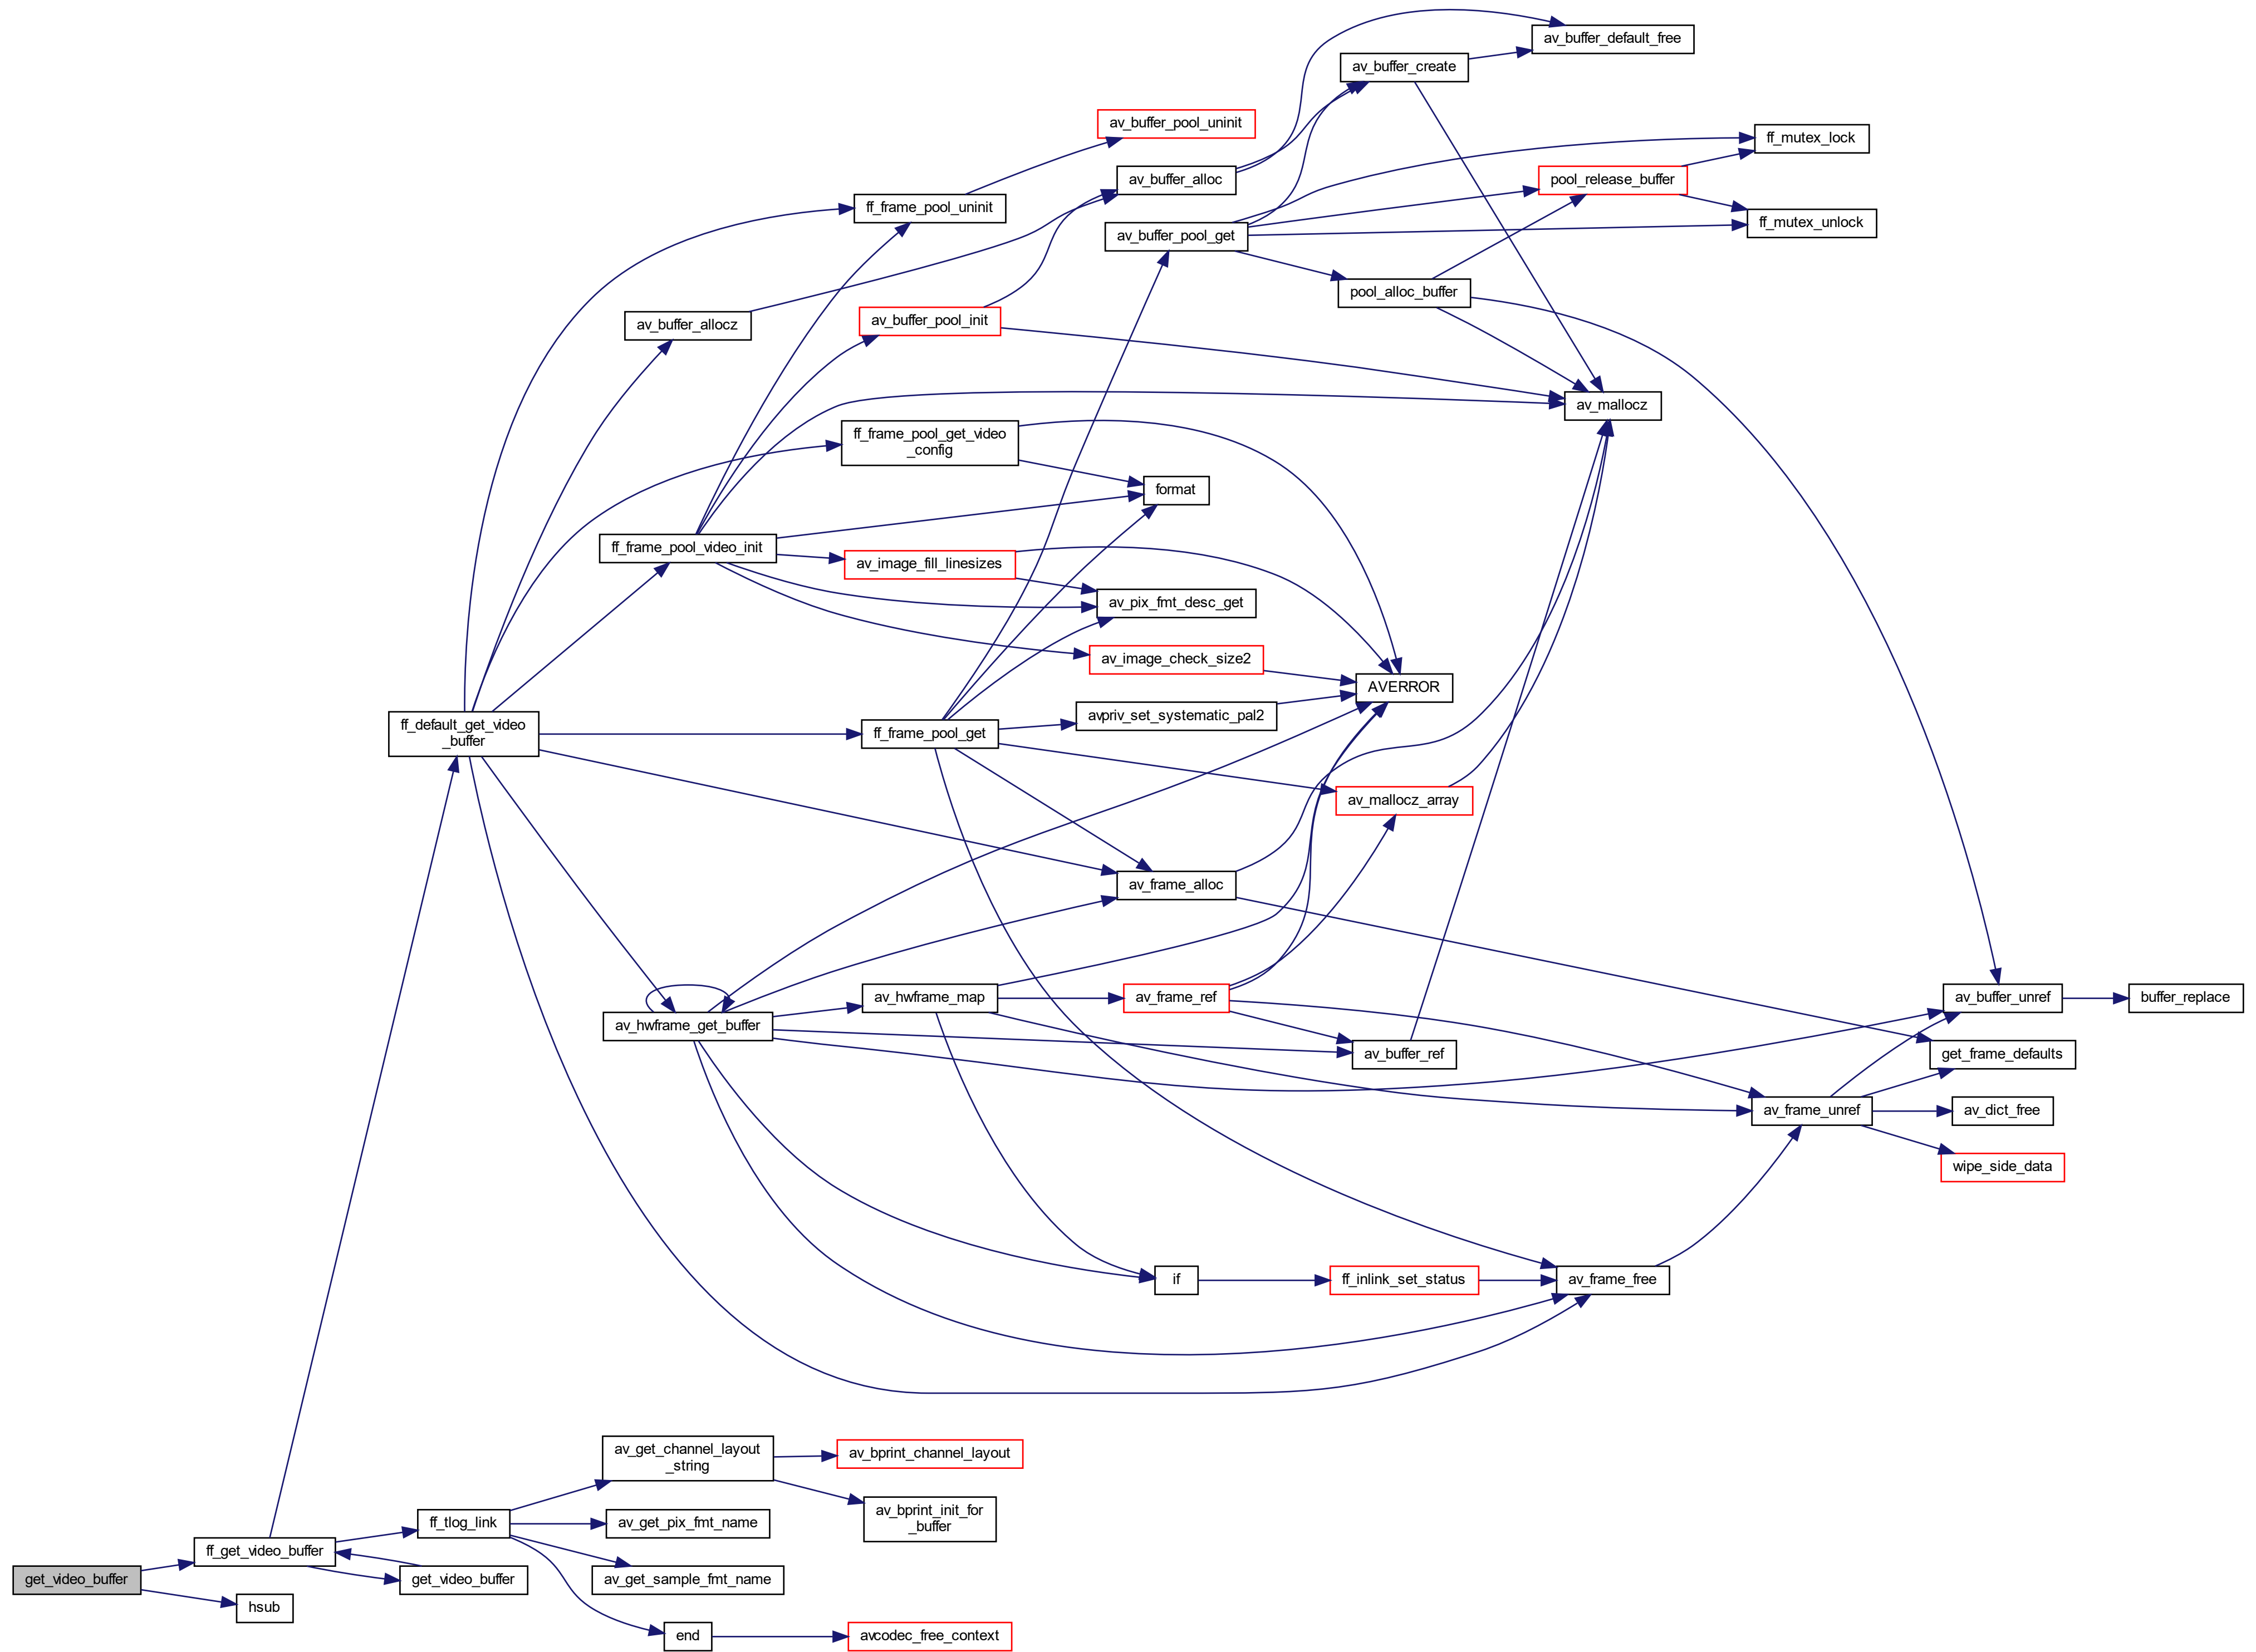 av_buffer_default_free
av_buffer_create
av_buffer_pool_uninit
ff_mutex_lock
av_buffer_alloc
pool_release_buffer
ff_frame_pool_uninit
ff_mutex_unlock
av_buffer_pool_get
pool_alloc_buffer
av_buffer_allocz
av_buffer_pool_init
av_mallocz
ff_frame_pool_get_video
_config
format
ff_frame_pool_video_init
av_image_fill_linesizes
av_pix_fmt_desc_get
av_image_check_size2
AVERROR
avpriv_set_systematic_pal2
ff_default_get_video
_buffer
ff_frame_pool_get
av_mallocz_array
av_frame_alloc
av_hwframe_map
av_frame_ref
av_buffer_unref
buffer_replace
av_hwframe_get_buffer
av_buffer_ref
get_frame_defaults
av_frame_unref
av_dict_free
wipe_side_data
if
ff_inlink_set_status
av_frame_free
av_get_channel_layout
_string
av_bprint_channel_layout
av_bprint_init_for
_buffer
ff_tlog_link
av_get_pix_fmt_name
ff_get_video_buffer
get_video_buffer
get_video_buffer
av_get_sample_fmt_name
hsub
end
avcodec_free_context